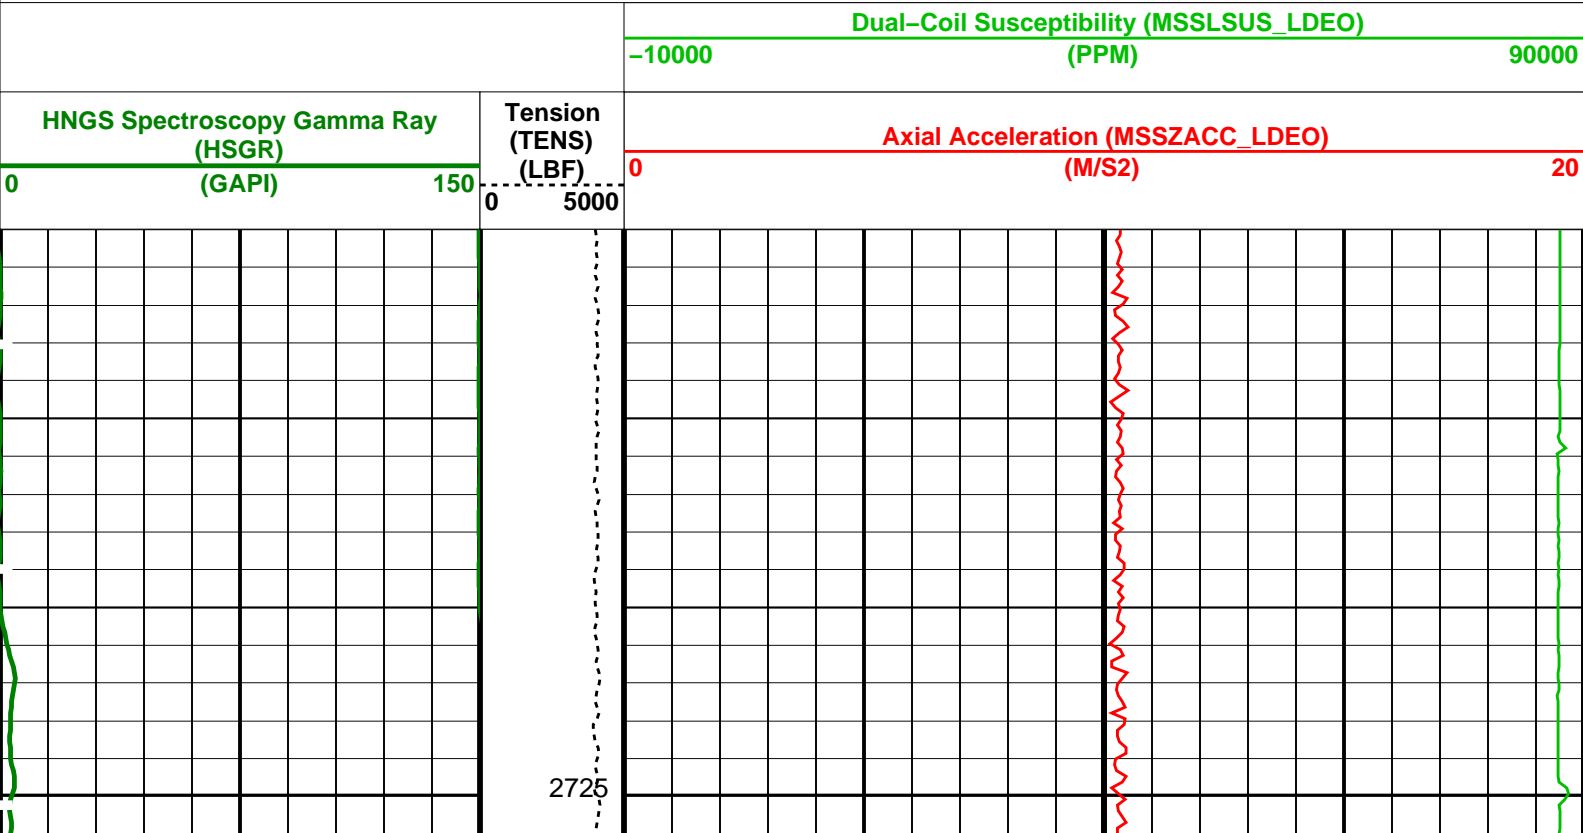 Dual–Coil Susceptibility (MSSLSUS_LDEO)
–10000 (PPM) 90000
HNGS Spectroscopy Gamma Ray
(HSGR)
0 (GAPI) 150
Tension
(TENS)
(LBF)
0 5000
Axial Acceleration (MSSZACC_LDEO)
0 (M/S2) 20
2725